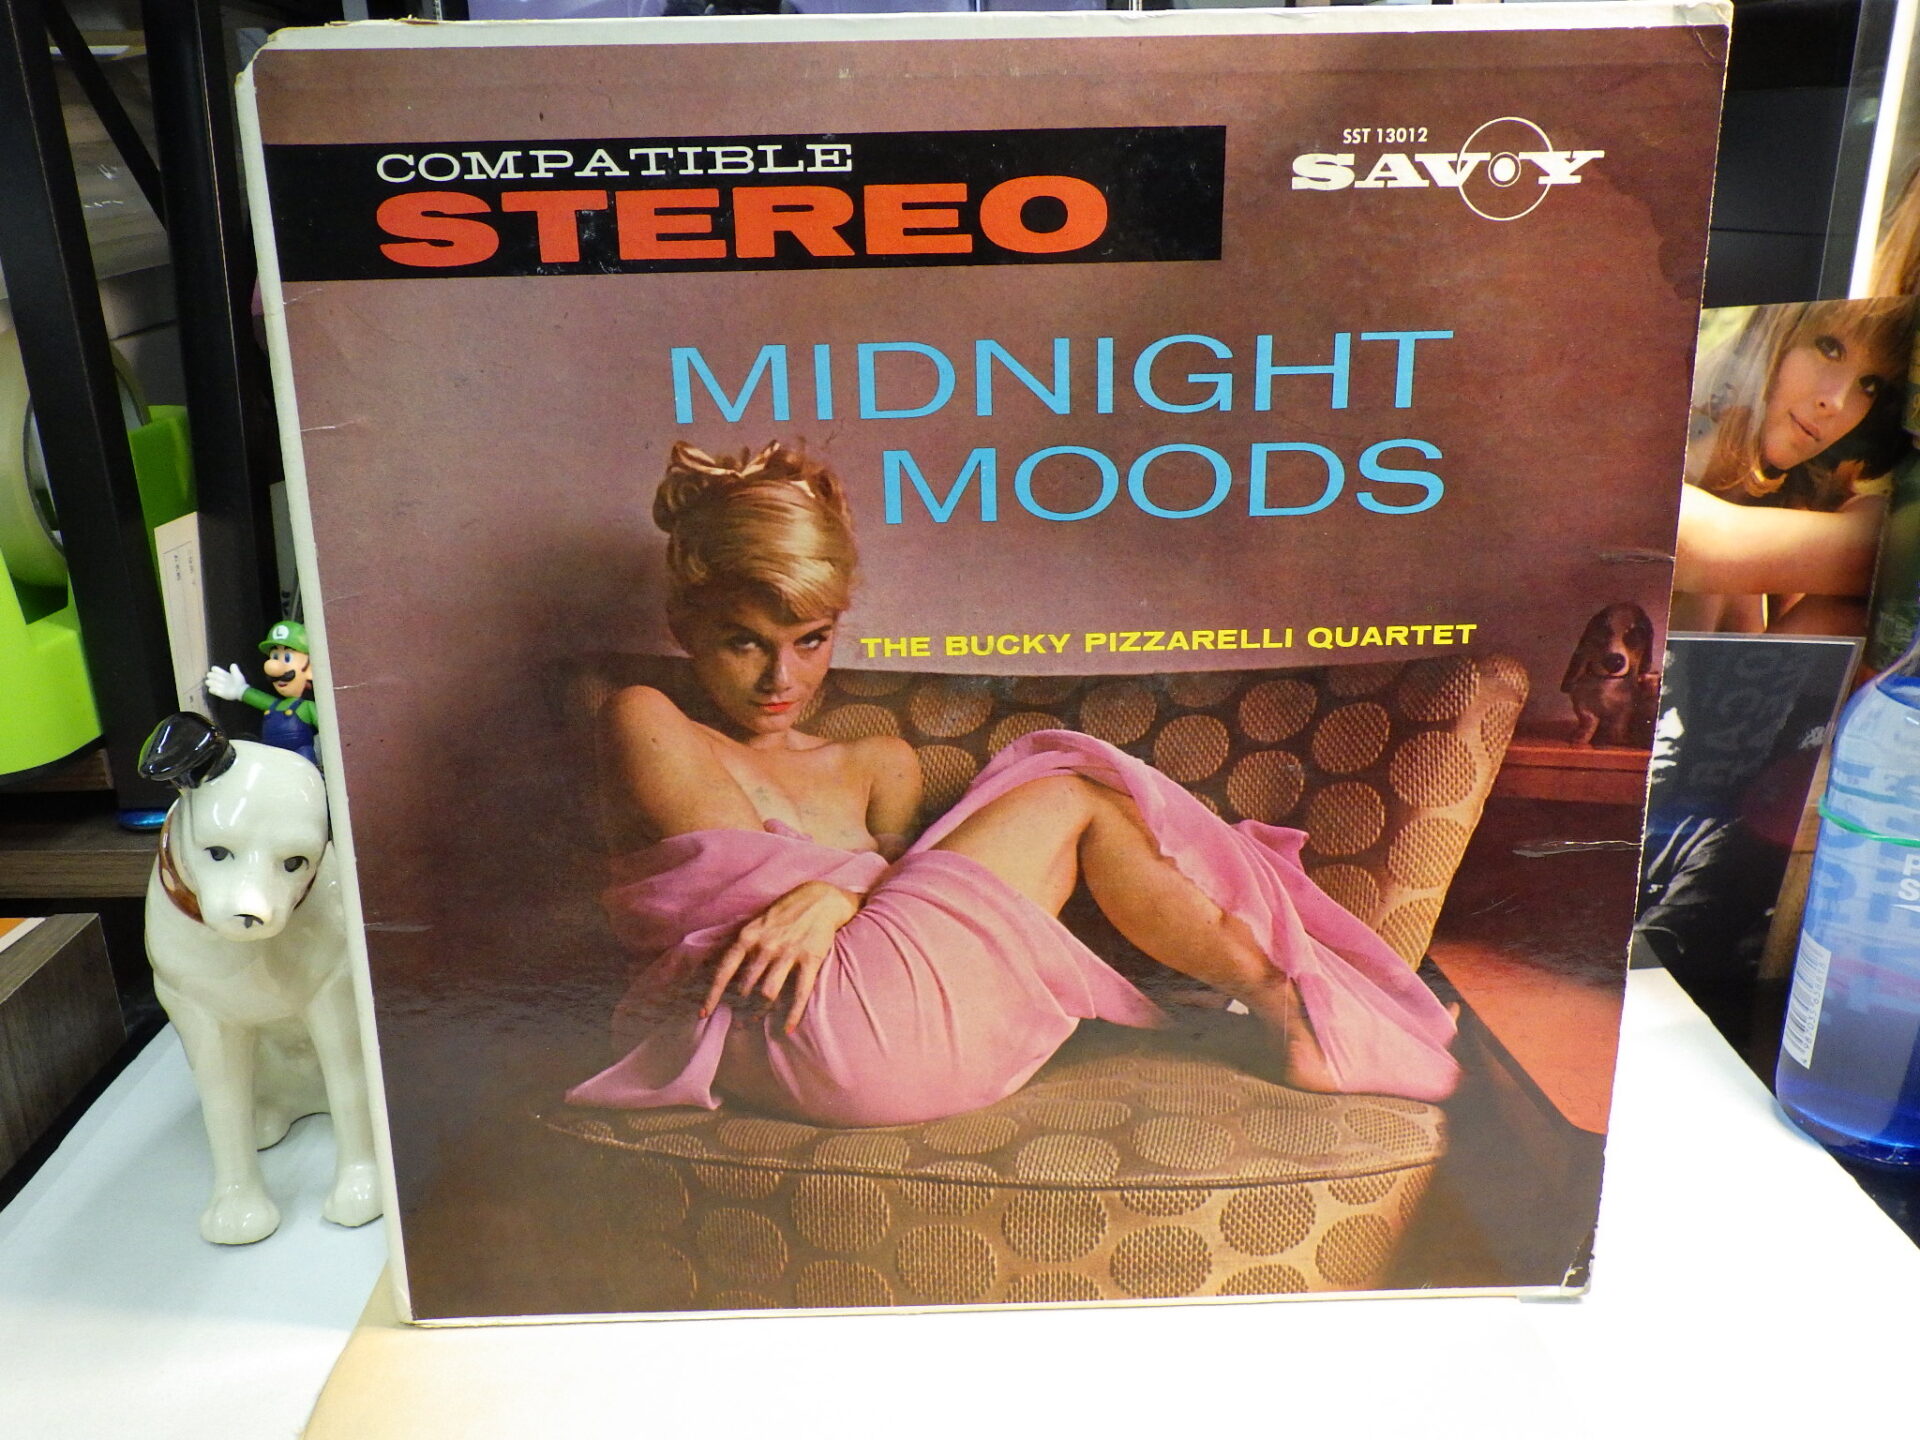 COMPATIBLE
STEREO
SST 13012
SAVOY
MIDNIGHT
MOODS
THE BUCKY PIZZARELLI QUARTET
L